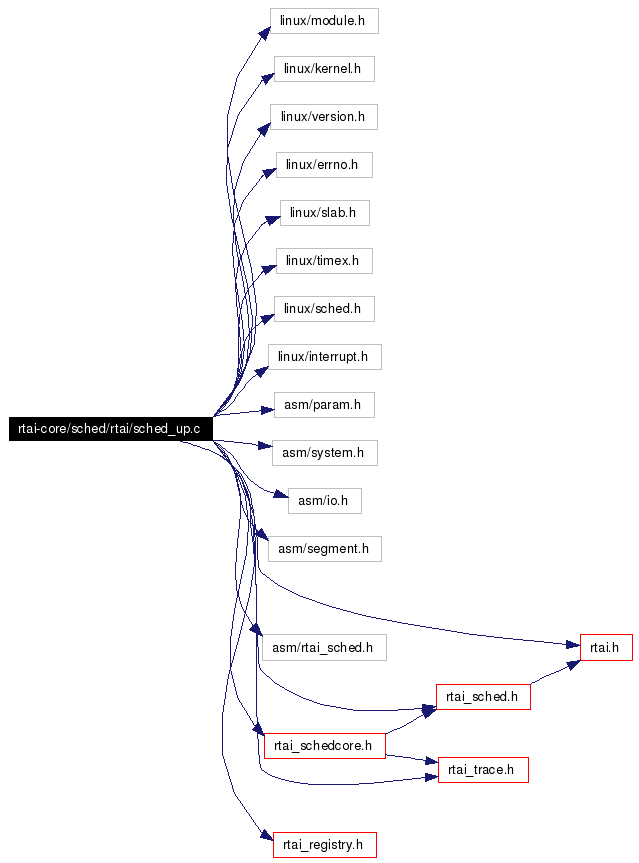 linux/module.h
linux/kernel.h
linux/version.h
linux/errno.h
linux/slab.h
linux/timex.h
linux/sched.h
linux/interrupt.h
asm/param.h
rtai-core/sched/rtai/sched_up.c
asm/system.h
asm/io.h
asm/segment.h
asm/rtai_sched.h
rtai.h
rtai_sched.h
rtai_schedcore.h
rtai_trace.h
rtai_registry.h